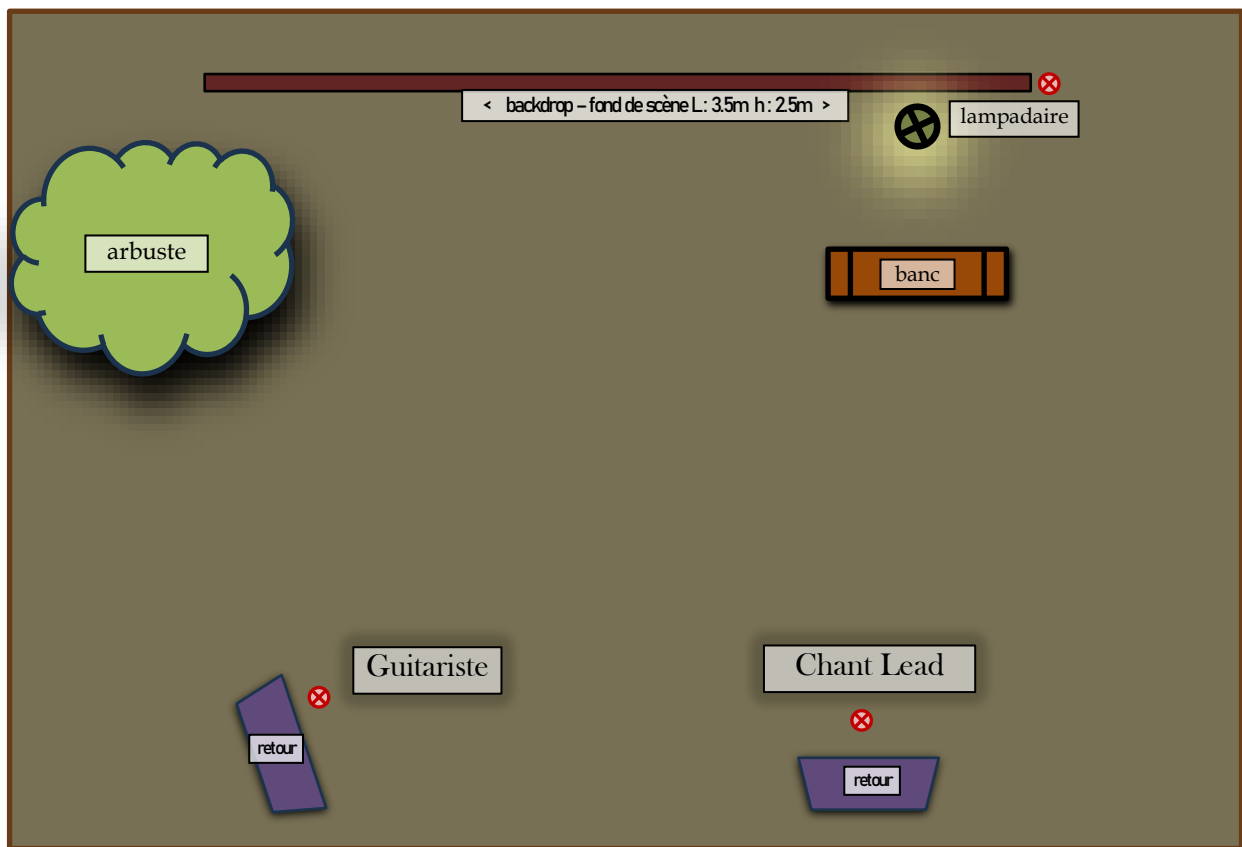 < backdrop – fond de scène L : 3.5m h : 2.5m >
lampadaire
arbuste
banc
Guitariste
Chant Lead
retour
retour